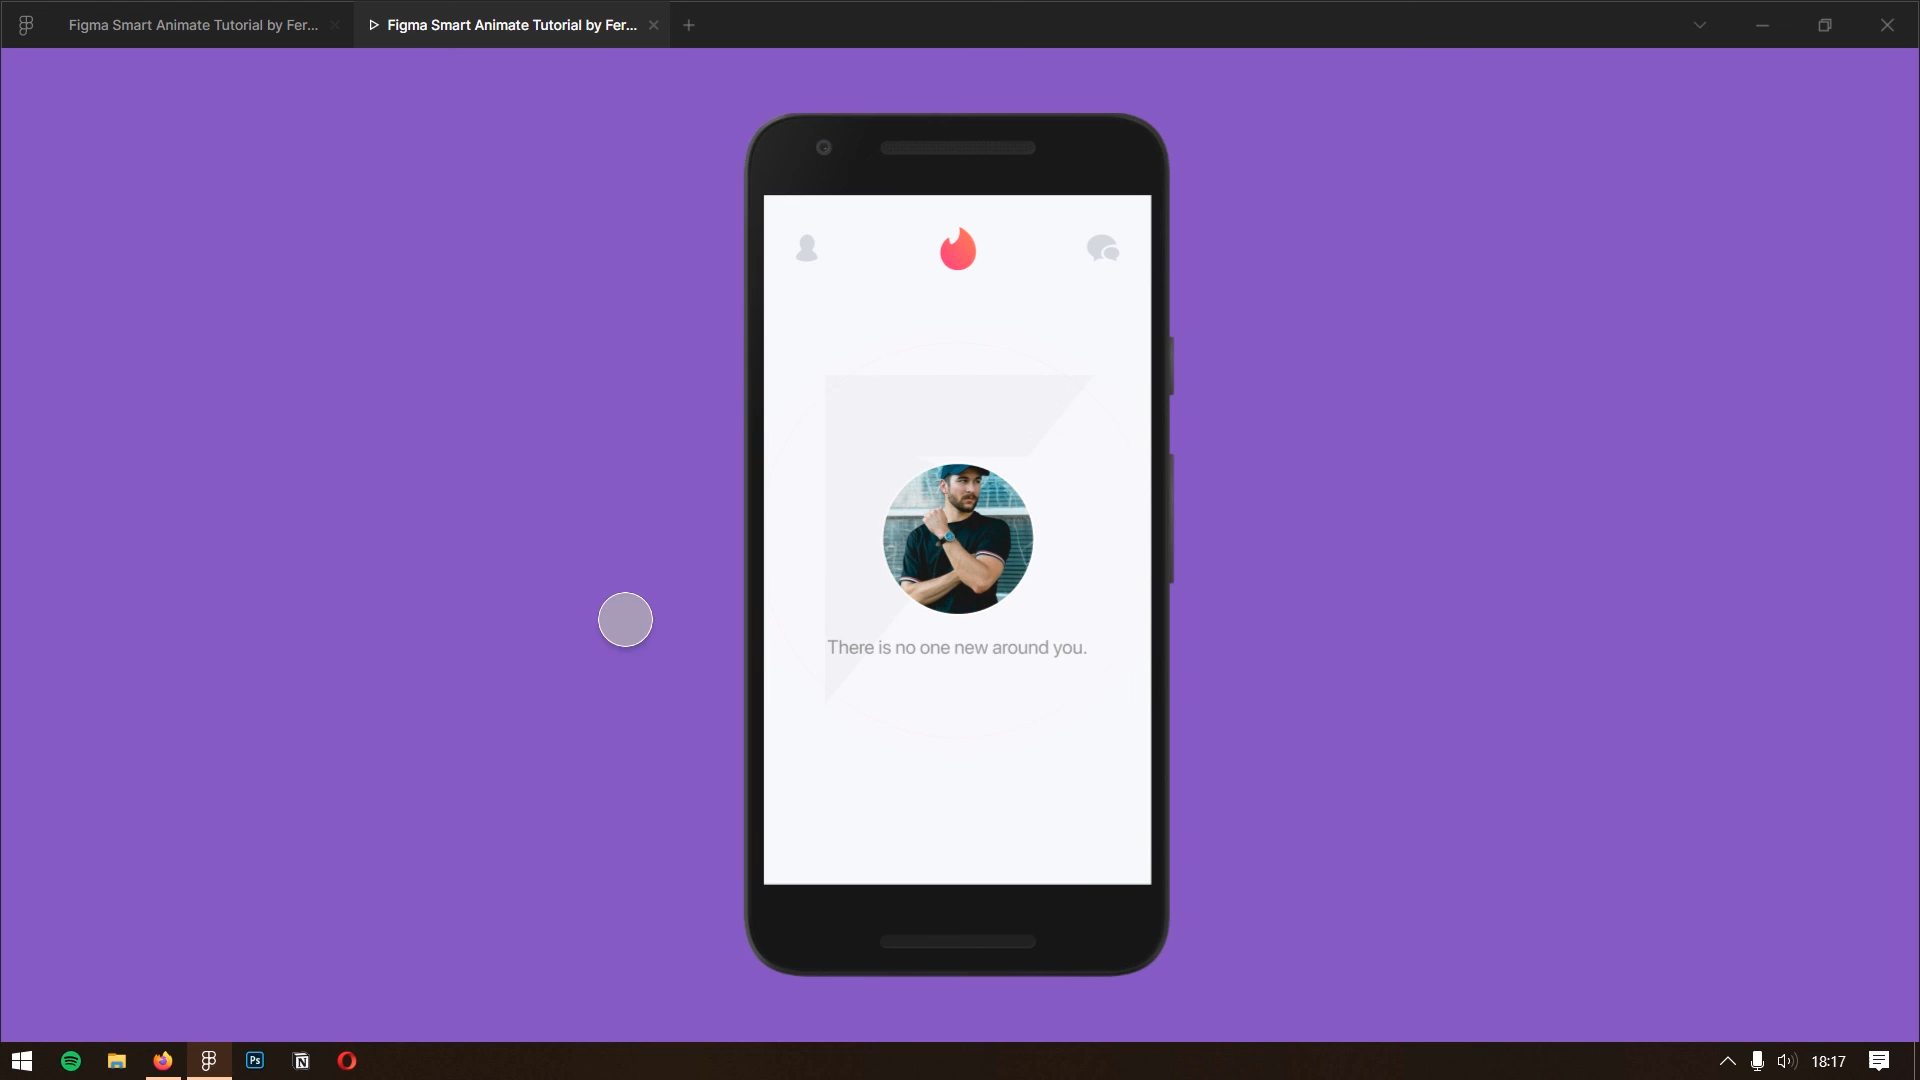 Figma Smart Animate Tutorial by Fer...
Figma Smart Animate Tutorial by Fer...
There is no one new around you.
Ps
N
18:17